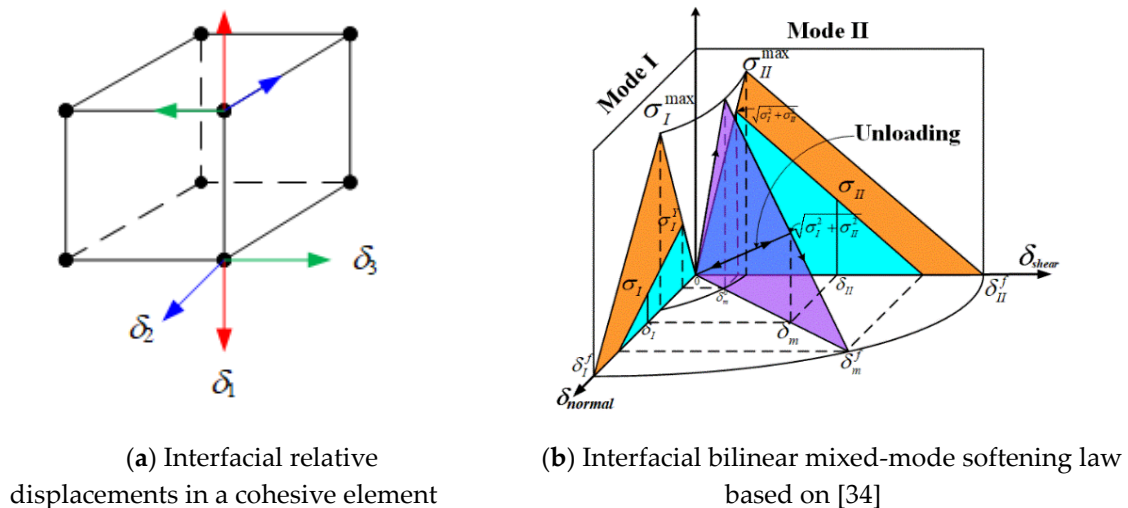 δ₃
δ₂
δ₁
Mode I
Mode II
σ_I^max
σ_II^max
√σ_I²+σ_II²
Unloading
σ_I^Y
σ_II
√σ_I²+σ_II²
σ_I
0
δ_shear
δ_II
δ_II^f
δ_I
δ_m
δ_m^f
δ_I^f
δ_normal
(a) Interfacial relative
displacements in a cohesive element
(b) Interfacial bilinear mixed-mode softening law
based on [34]